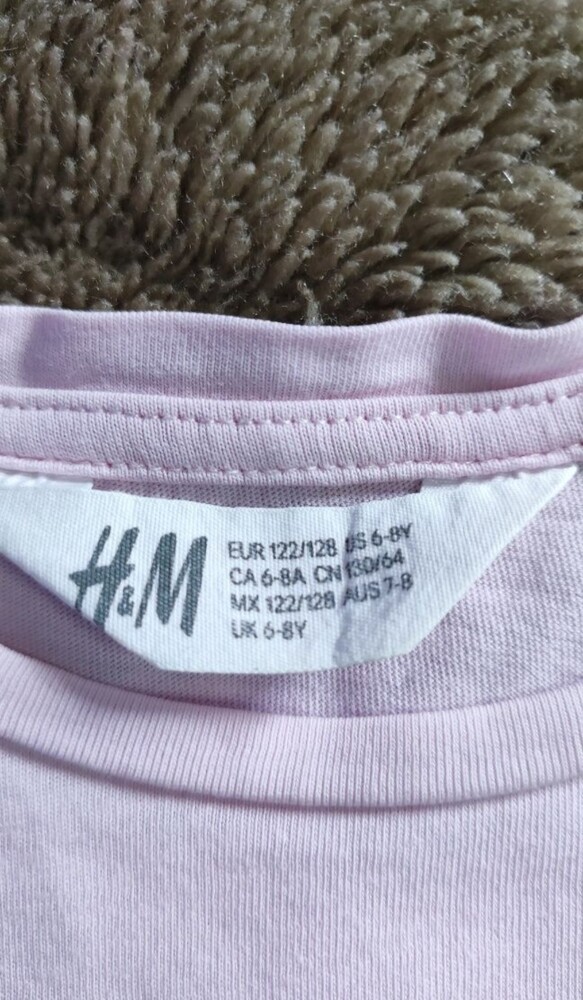 H&M
EUR 122/128 US 6-8Y
CA 6-8A CN 130/64
MX 122/128 AUS 7-8
UK 6-8Y